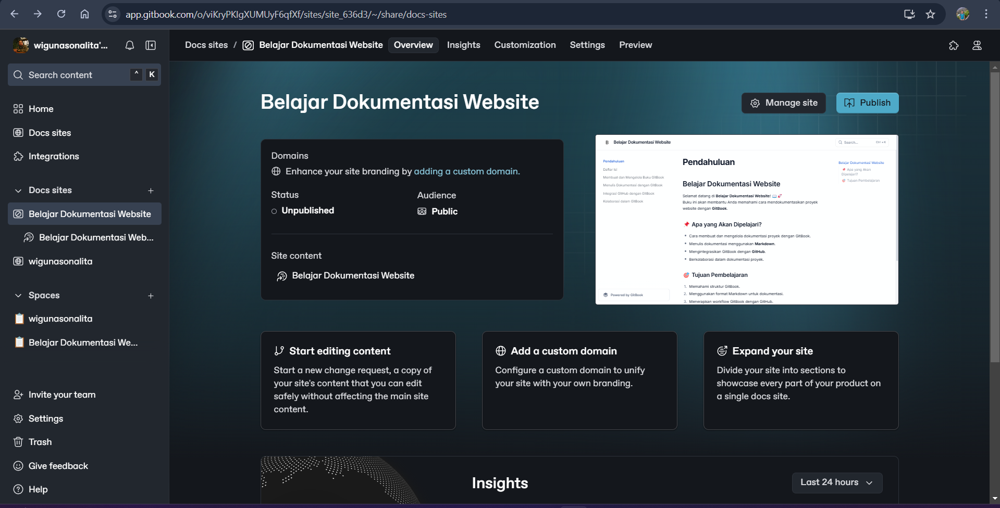 app.gitbook.com/o/viKryPKIgXUMUyF6qfXf/sites/site_636d3/~/share/docs-sites
wigunasonalita'...
Docs sites / Belajar Dokumentasi Website Overview Insights Customization Settings Preview
Search content ^ K
Home
Docs sites
Integrations
Docs sites +
Belajar Dokumentasi Website
Belajar Dokumentasi Web...
wigunasonalita
Spaces +
wigunasonalita
Belajar Dokumentasi We...
Invite your team
Settings
Trash
Give feedback
Help
Belajar Dokumentasi Website
Manage site
Publish
Domains
Enhance your site branding by adding a custom domain.
Status
Unpublished
Audience
Public
Site content
Belajar Dokumentasi Website
B Belajar Dokumentasi Website
Search... Ctrl + K
Pendahuluan
Daftar Isi
Membuat dan Mengelola Buku GitBook
Menulis Dokumentasi dengan GitBook
Integrasi GitHub dengan GitBook
Kolaborasi dalam GitBook
Powered by GitBook
Pendahuluan
Belajar Dokumentasi Website
Selamat datang di Belajar Dokumentasi Website! 📖 🚀
Buku ini akan membantu Anda memahami cara mendokumentasikan proyek
website dengan GitBook.
📌 Apa yang Akan Dipelajari?
• Cara membuat dan mengelola dokumentasi proyek dengan GitBook.
• Menulis dokumentasi menggunakan Markdown.
• Mengintegrasikan GitBook dengan GitHub.
• Berkolaborasi dalam dokumentasi proyek.
🎯 Tujuan Pembelajaran
1. Memahami struktur GitBook.
2. Menggunakan format Markdown untuk dokumentasi.
3. Menerapkan workflow GitBook dengan GitHub.
Belajar Dokumentasi Website
📌 Apa yang Akan
Dipelajari?
🎯 Tujuan Pembelajaran
Start editing content
Start a new change request, a copy of
your site's content that you can edit
safely without affecting the main site
content.
Add a custom domain
Configure a custom domain to unify
your site with your own branding.
Expand your site
Divide your site into sections to
showcase every part of your product on
a single docs site.
Insights
Last 24 hours